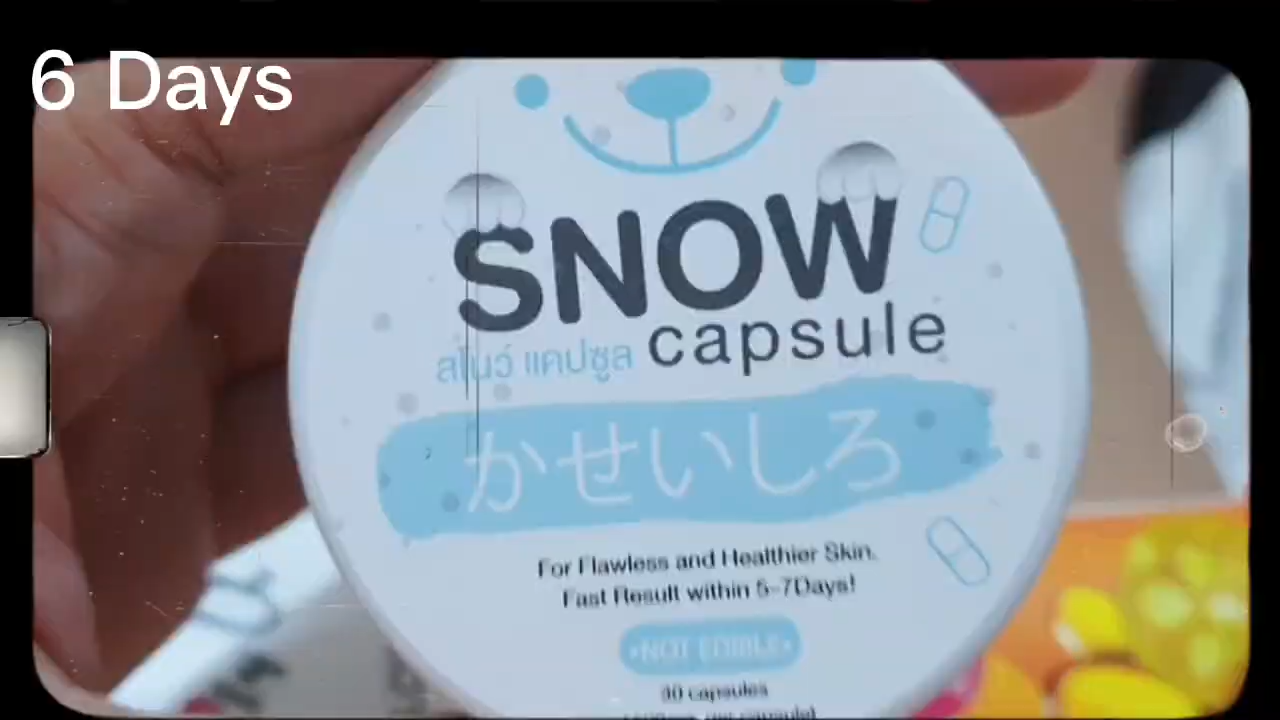 6 Days
SNOW
capsule
สโนว์ แคปซูล
かせいしろ
For Flawless and Healthier Skin.
Fast Result within 5-7Days!
•NOT EDIBLE•
30 capsules